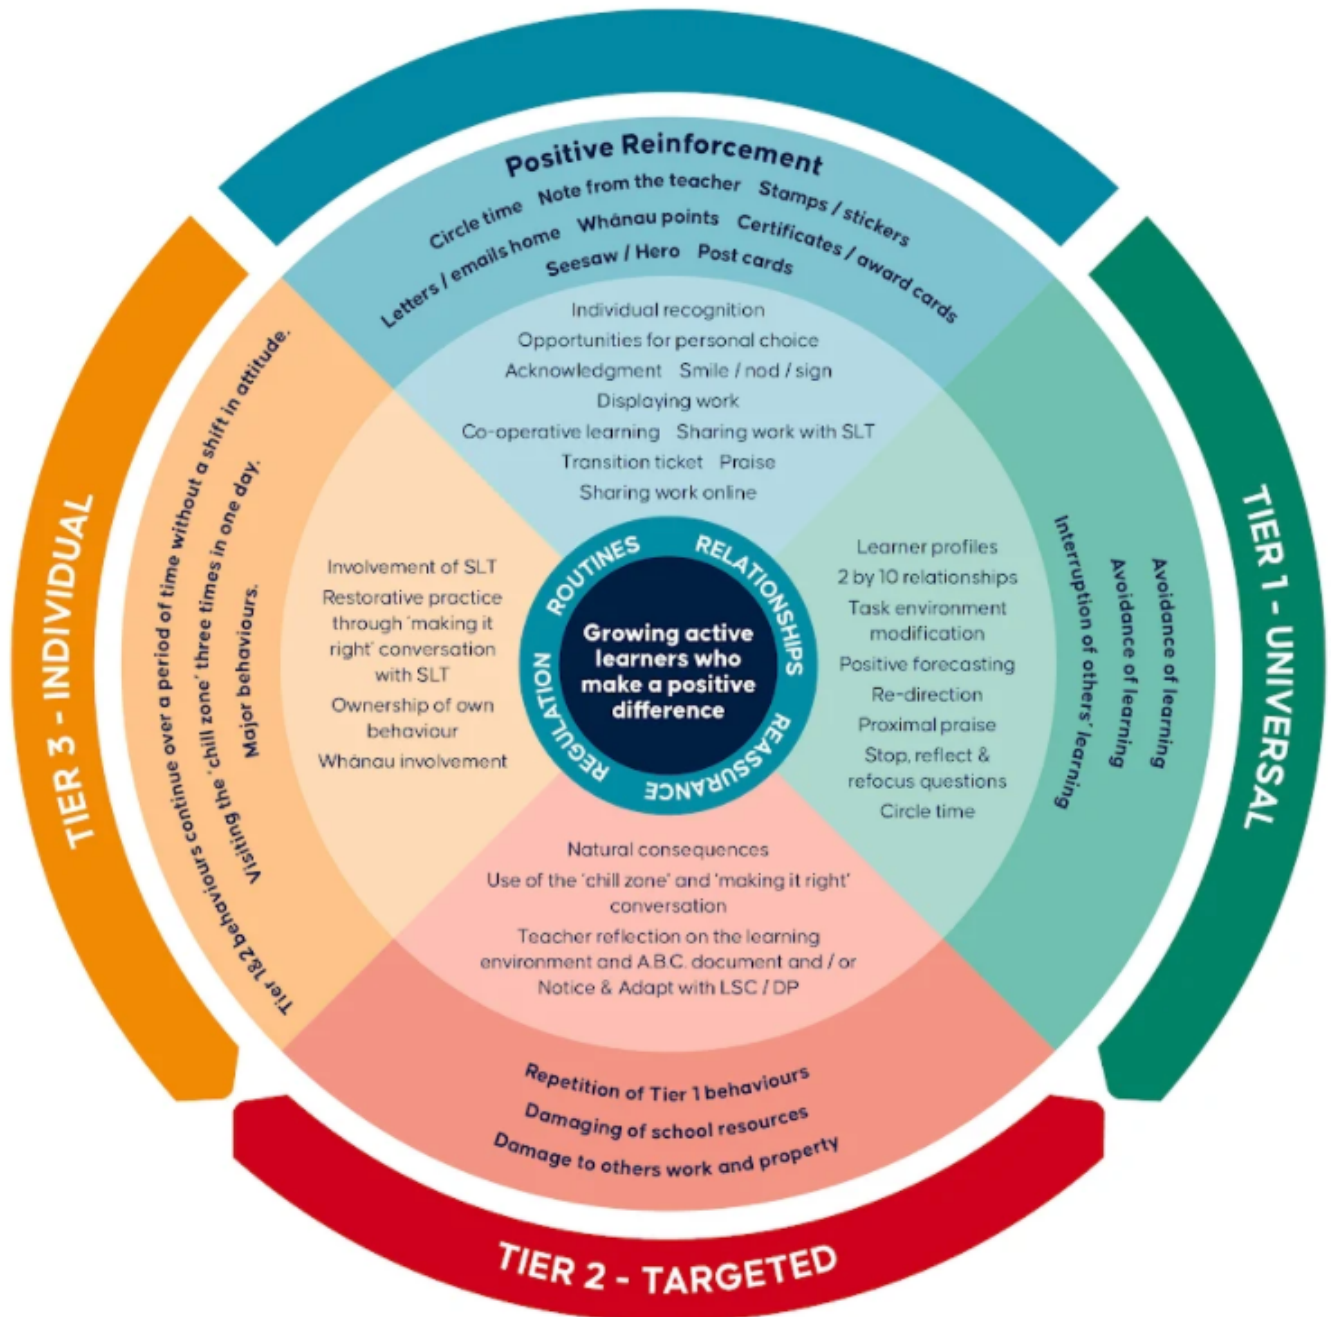 Positive Reinforcement
Circle time Note from the teacher Stamps / stickers
Letters / emails home Whánau points Certificates / award cards
Seesaw / Hero Post cards
Individual recognition
Opportunities for personal choice
Acknowledgment Smile / nod / sign
Displaying work
Co-operative learning Sharing work with SLT
Transition ticket Praise
Sharing work online
TIER 1 - UNIVERSAL
Avoidance of learning
Avoidance of learning
Interruption of others' learning
Learner profiles
2 by 10 relationships
Task environment
modification
Positive forecasting
Re-direction
Proximal praise
Stop, reflect &
refocus questions
Circle time
TIER 2 - TARGETED
Natural consequences
Use of the 'chill zone' and 'making it right'
conversation
Teacher reflection on the learning
environment and A.B.C. document and / or
Notice & Adapt with LSC / DP
Repetition of Tier 1 behaviours
Damaging of school resources
Damage to others work and property
TIER 3 - INDIVIDUAL
Tier 1&2 behaviours continue over a period of time without a shift in attitude.
Visiting the 'chill zone' three times in one day.
Major behaviours.
Involvement of SLT
Restorative practice
through 'making it
right' conversation
with SLT
Ownership of own
behaviour
Whánau involvement
ROUTINES
RELATIONSHIPS
REASSURANCE
REGULATION
Growing active
learners who
make a positive
difference